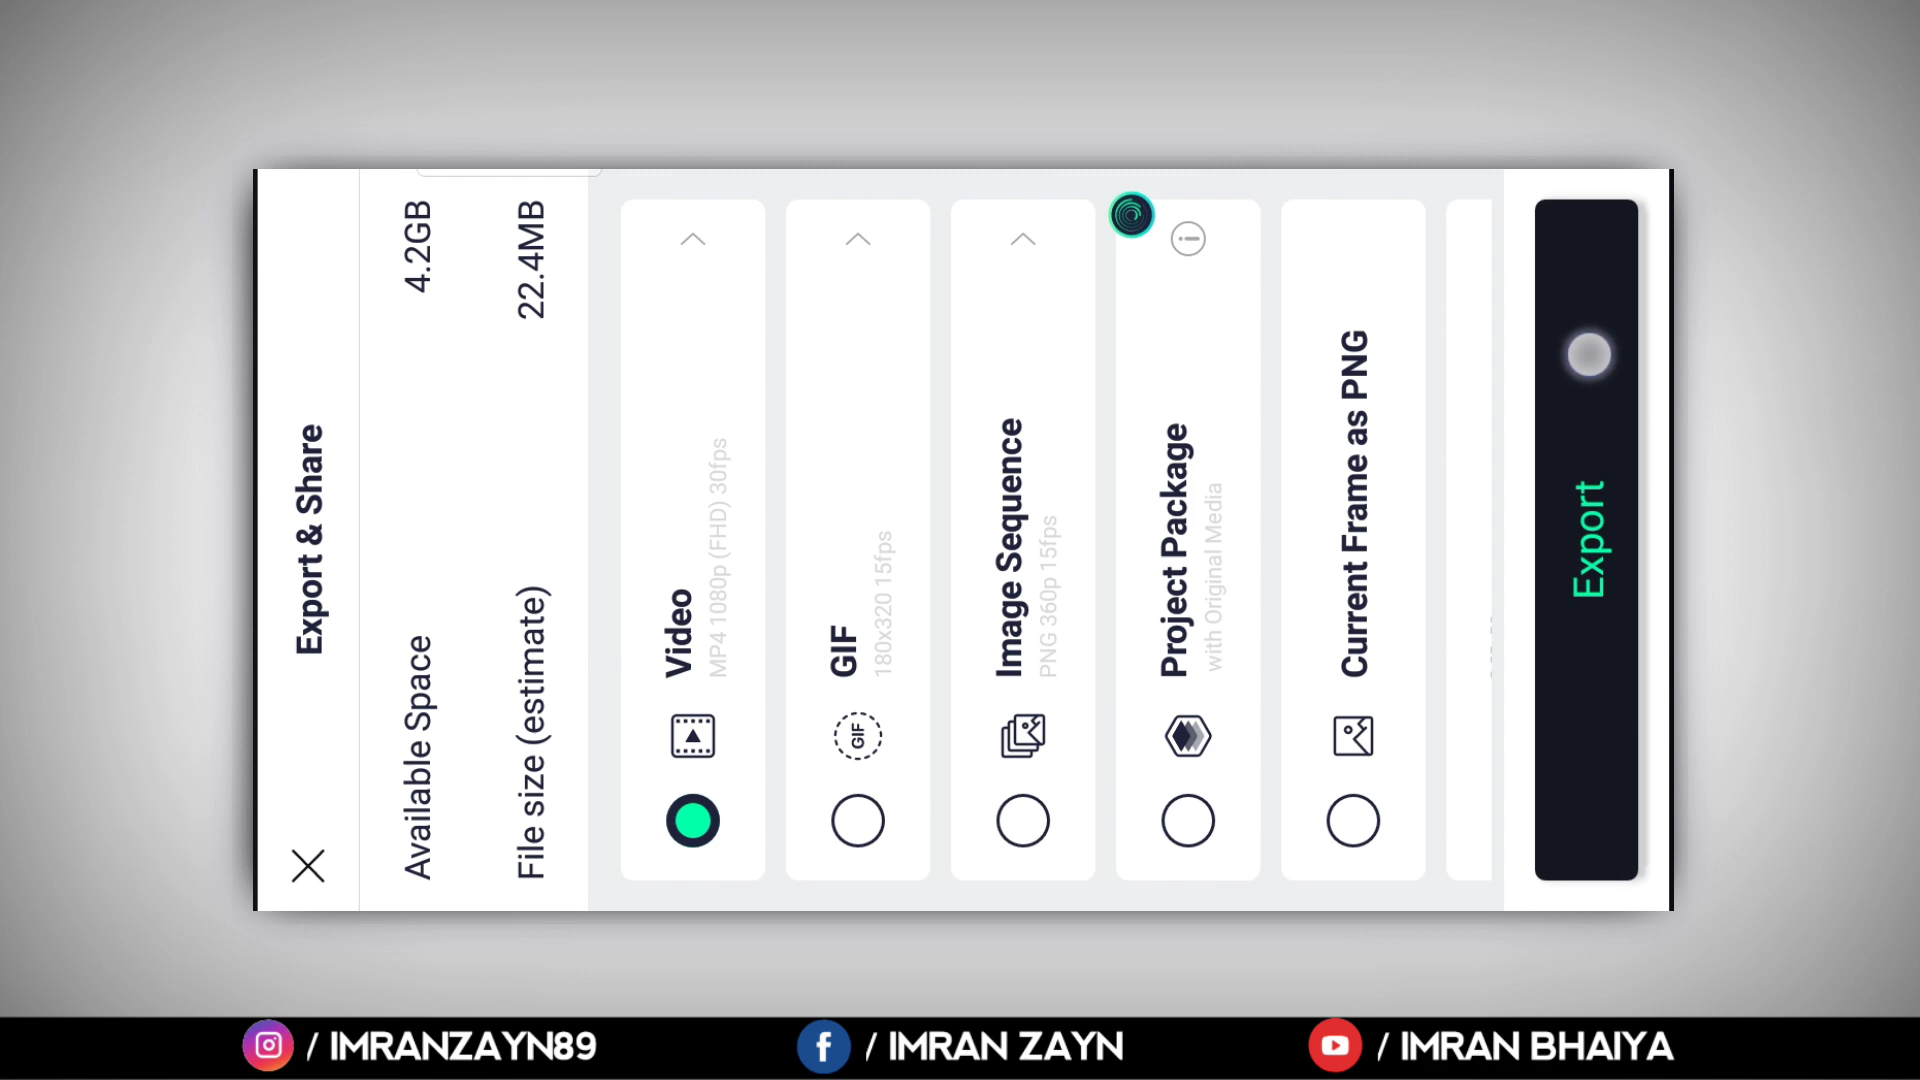 Export & Share
Available Space 4.2GB
File size (estimate) 22.4MB
Video
MP4 1080p (FHD) 30fps
GIF
GIF
180x320 15fps
Image Sequence
PNG 360p 15fps
Project Package
with Original Media
Current Frame as PNG
Export
/ IMRANZAYN89
/ IMRAN ZAYN
/ IMRAN BHAIYA